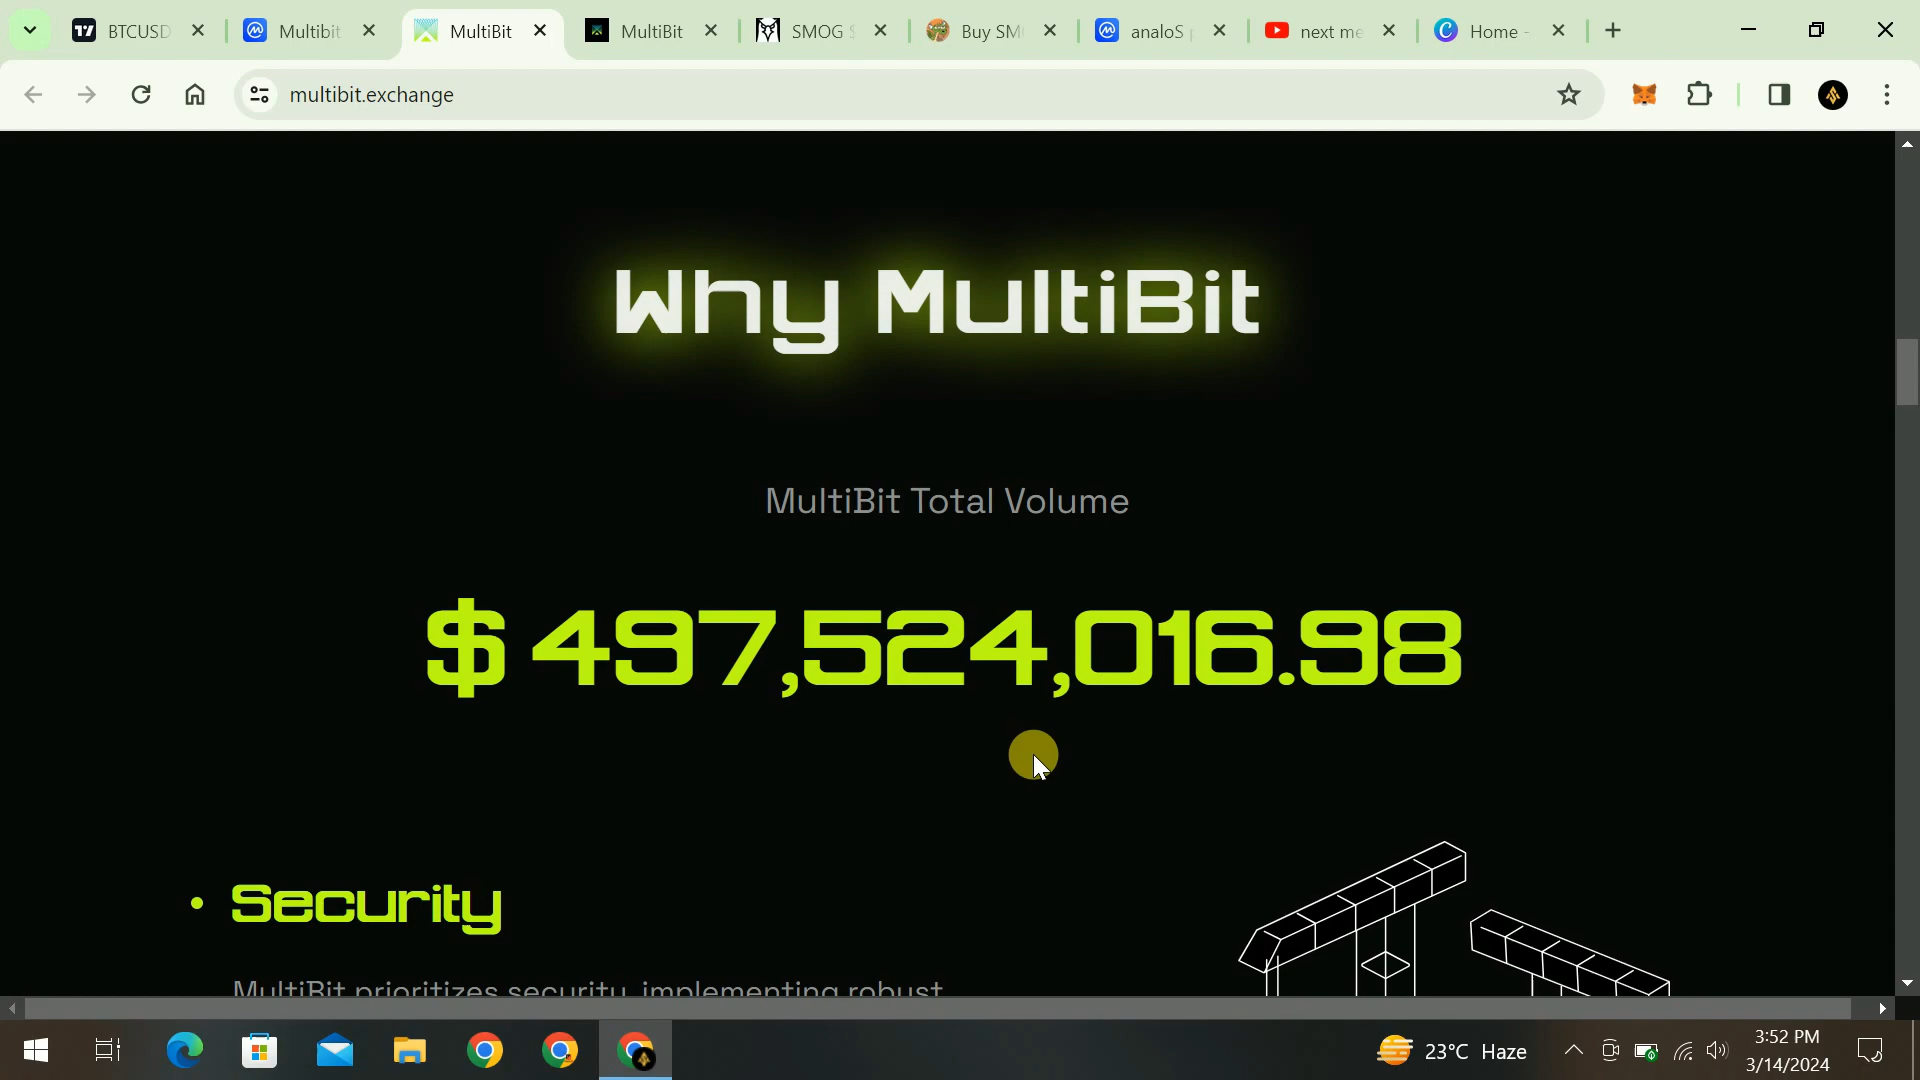 BTCUSD
Multibit
MultiBit
MultiBit
SMOG
Buy SM
analoS
next me
Home -
multibit.exchange
Why MultiBit
MultiBit Total Volume
$ 497,524,016.98
• Security
MultiBit prioritizes security, implementing robust
23°C Haze
3:52 PM
3/14/2024